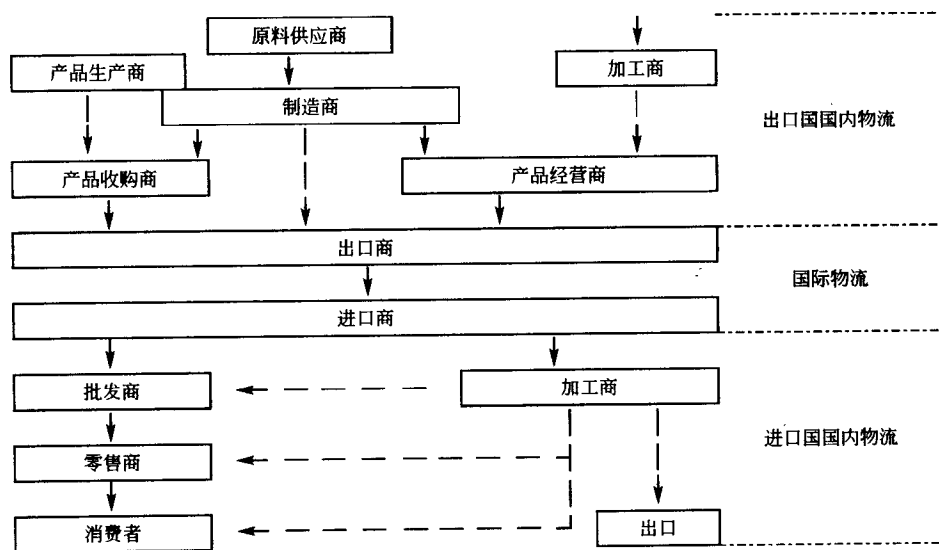 原料供应商
产品生产商
加工商
制造商
出口国国内物流
产品收购商
产品经营商
出口商
国际物流
进口商
批发商
加工商
进口国国内物流
零售商
消费者
出口